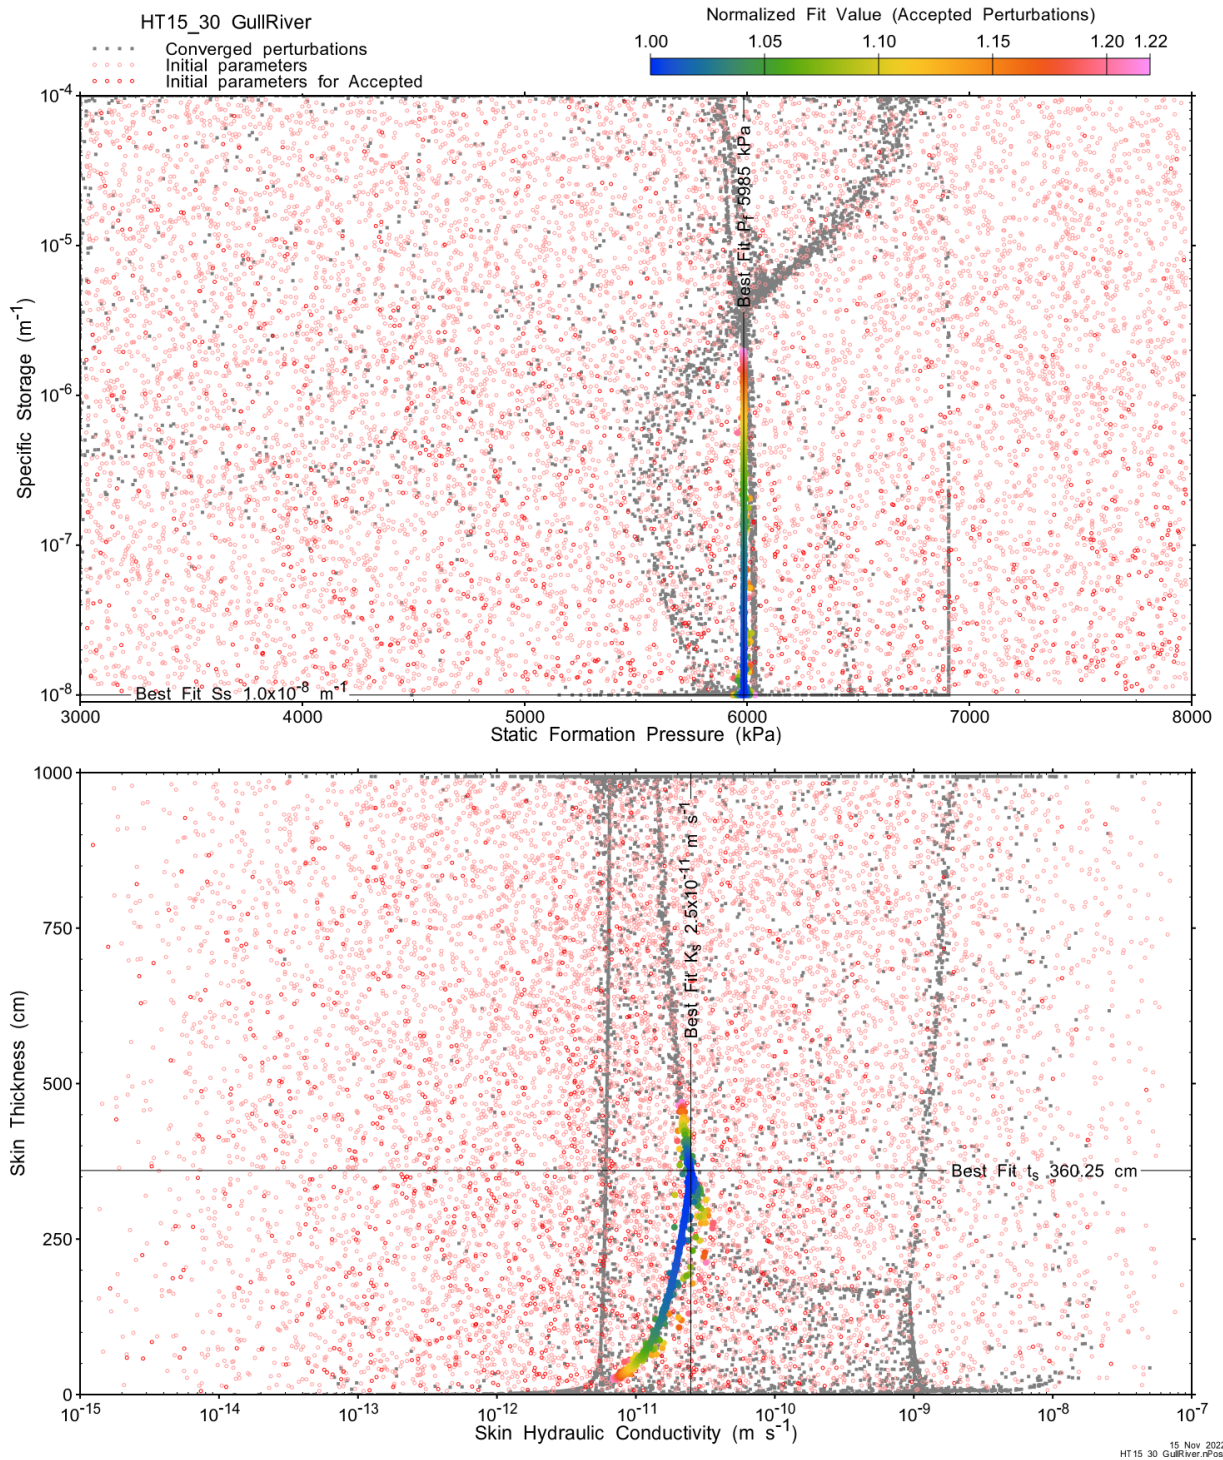 HT15_30 GullRiver
Converged perturbations
Initial parameters
Initial parameters for Accepted
Normalized Fit Value (Accepted Perturbations)
1.00 1.05 1.10 1.15 1.20 1.22
10⁻⁴
10⁻⁵
10⁻⁶
10⁻⁷
10⁻⁸
Specific Storage (m⁻¹)
Best Fit Pf 5985 kPa
Best Fit Ss 1.0x10⁻⁸ m⁻¹
3000 4000 5000 6000 7000 8000
Static Formation Pressure (kPa)
1000
750
500
250
0
Skin Thickness (cm)
Best Fit Kₛ 2.5x10⁻¹¹ m s⁻¹
Best Fit tₛ 360.25 cm
10⁻¹⁵ 10⁻¹⁴ 10⁻¹³ 10⁻¹² 10⁻¹¹ 10⁻¹⁰ 10⁻⁹ 10⁻⁸ 10⁻⁷
Skin Hydraulic Conductivity (m s⁻¹)
15 Nov 2022
HT15_30_GullRiver.nPos